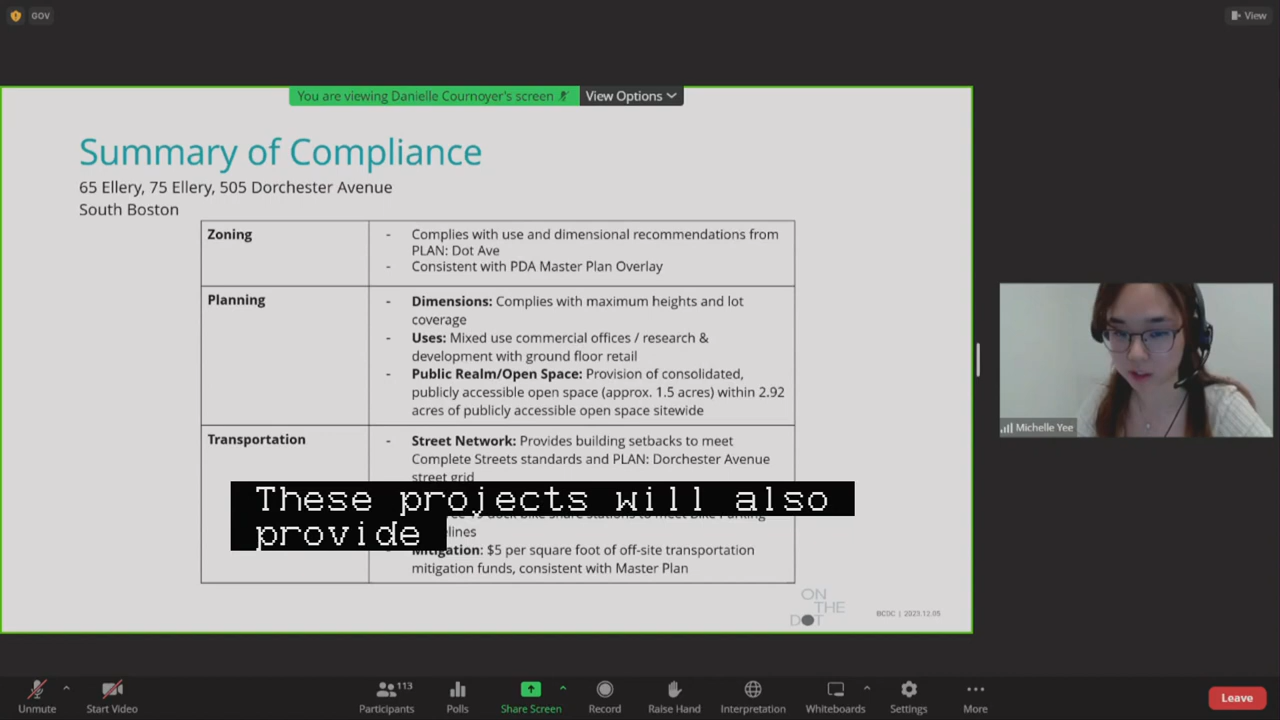 GOV
View
You are viewing Danielle Cournoyer's screen
View Options
Summary of Compliance
65 Ellery, 75 Ellery, 505 Dorchester Avenue
South Boston
Zoning
- Complies with use and dimensional recommendations from
PLAN: Dot Ave
- Consistent with PDA Master Plan Overlay
Planning
- Dimensions: Complies with maximum heights and lot
coverage
- Uses: Mixed use commercial offices / research &
development with ground floor retail
- Public Realm/Open Space: Provision of consolidated,
publicly accessible open space (approx. 1.5 acres) within 2.92
acres of publicly accessible open space sitewide
Transportation
- Street Network: Provides building setbacks to meet
Complete Streets standards and PLAN: Dorchester Avenue
street grid
These projects will also
provide
Mitigation: $5 per square foot of off-site transportation
mitigation funds, consistent with Master Plan
ON
THE
DOT
BCDC | 2023.12.05
Michelle Yee
Unmute
Start Video
113
Participants
Polls
Share Screen
Record
Raise Hand
Interpretation
Whiteboards
Settings
More
Leave